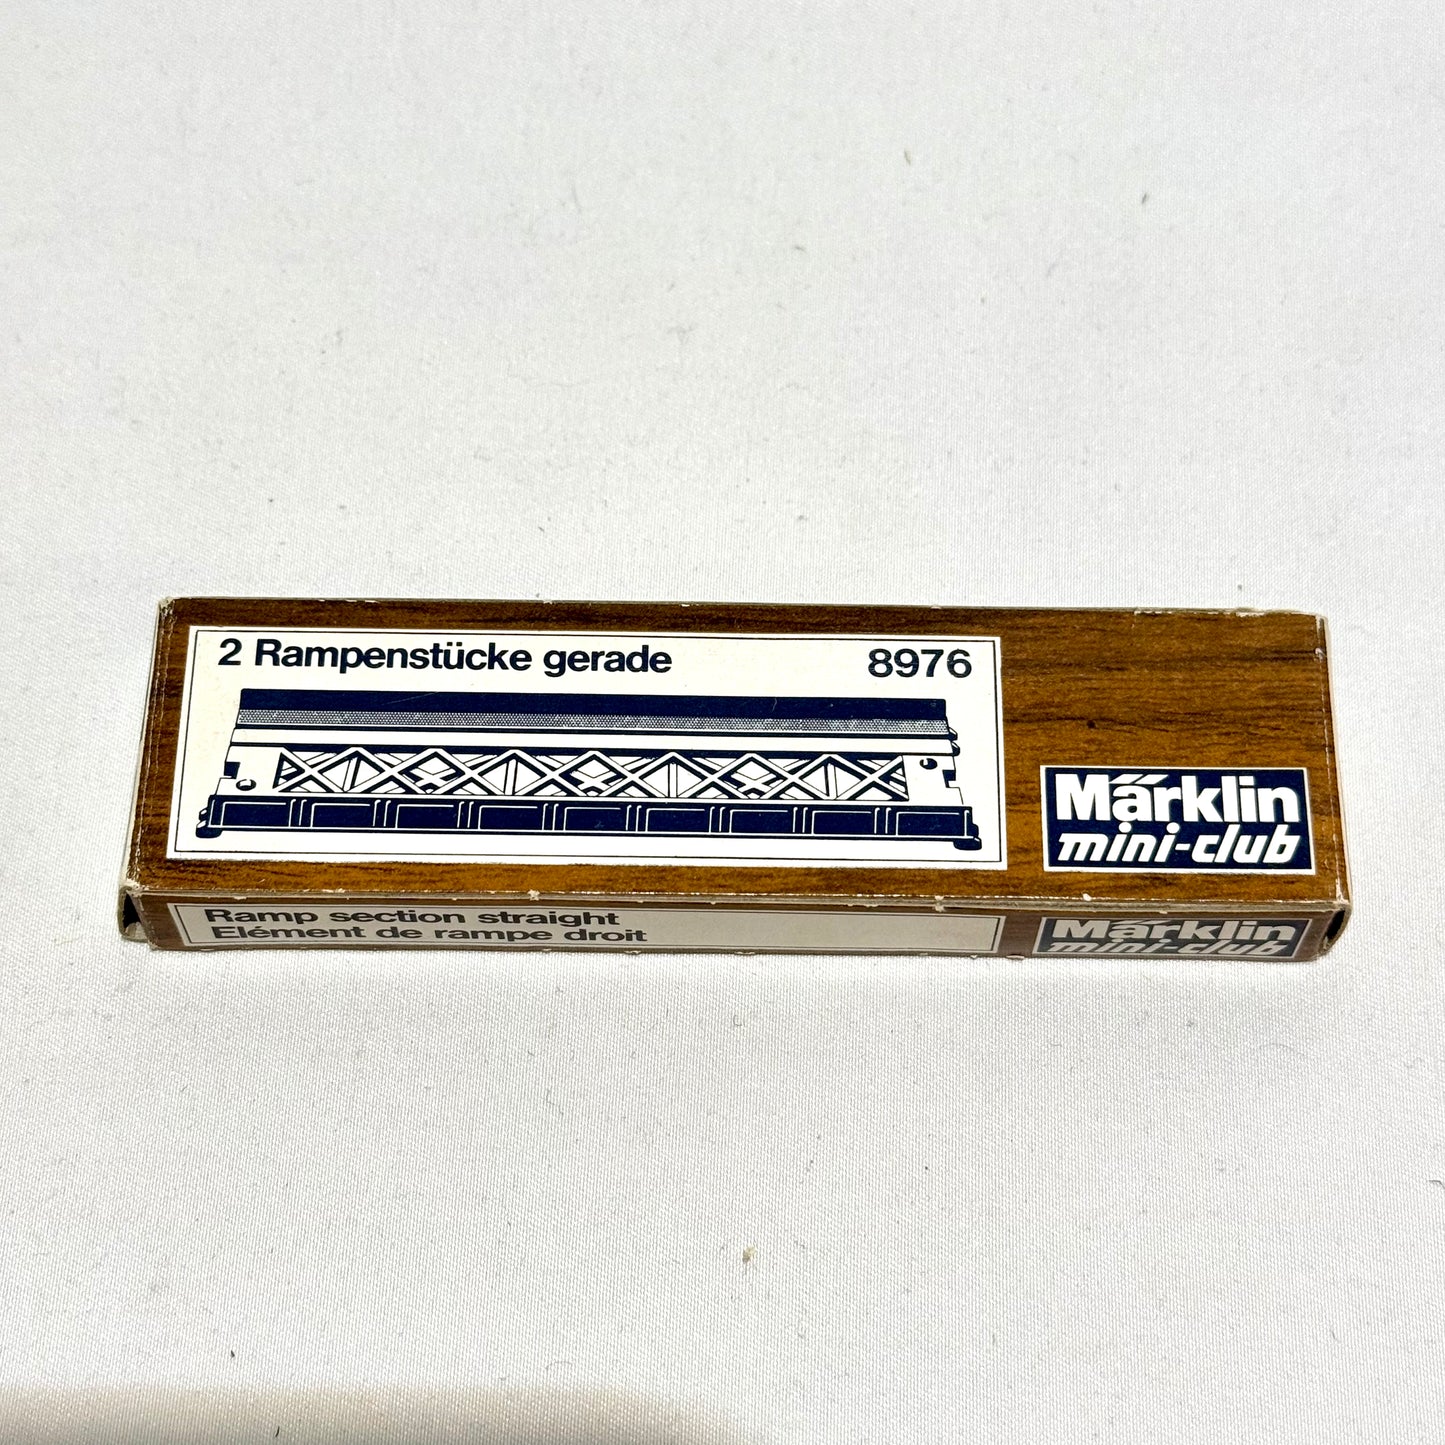 2 Rampenstücke gerade 8976
Märklin
mini-club
Ramp section straight
Elément de rampe droit
Märklin
mini-club